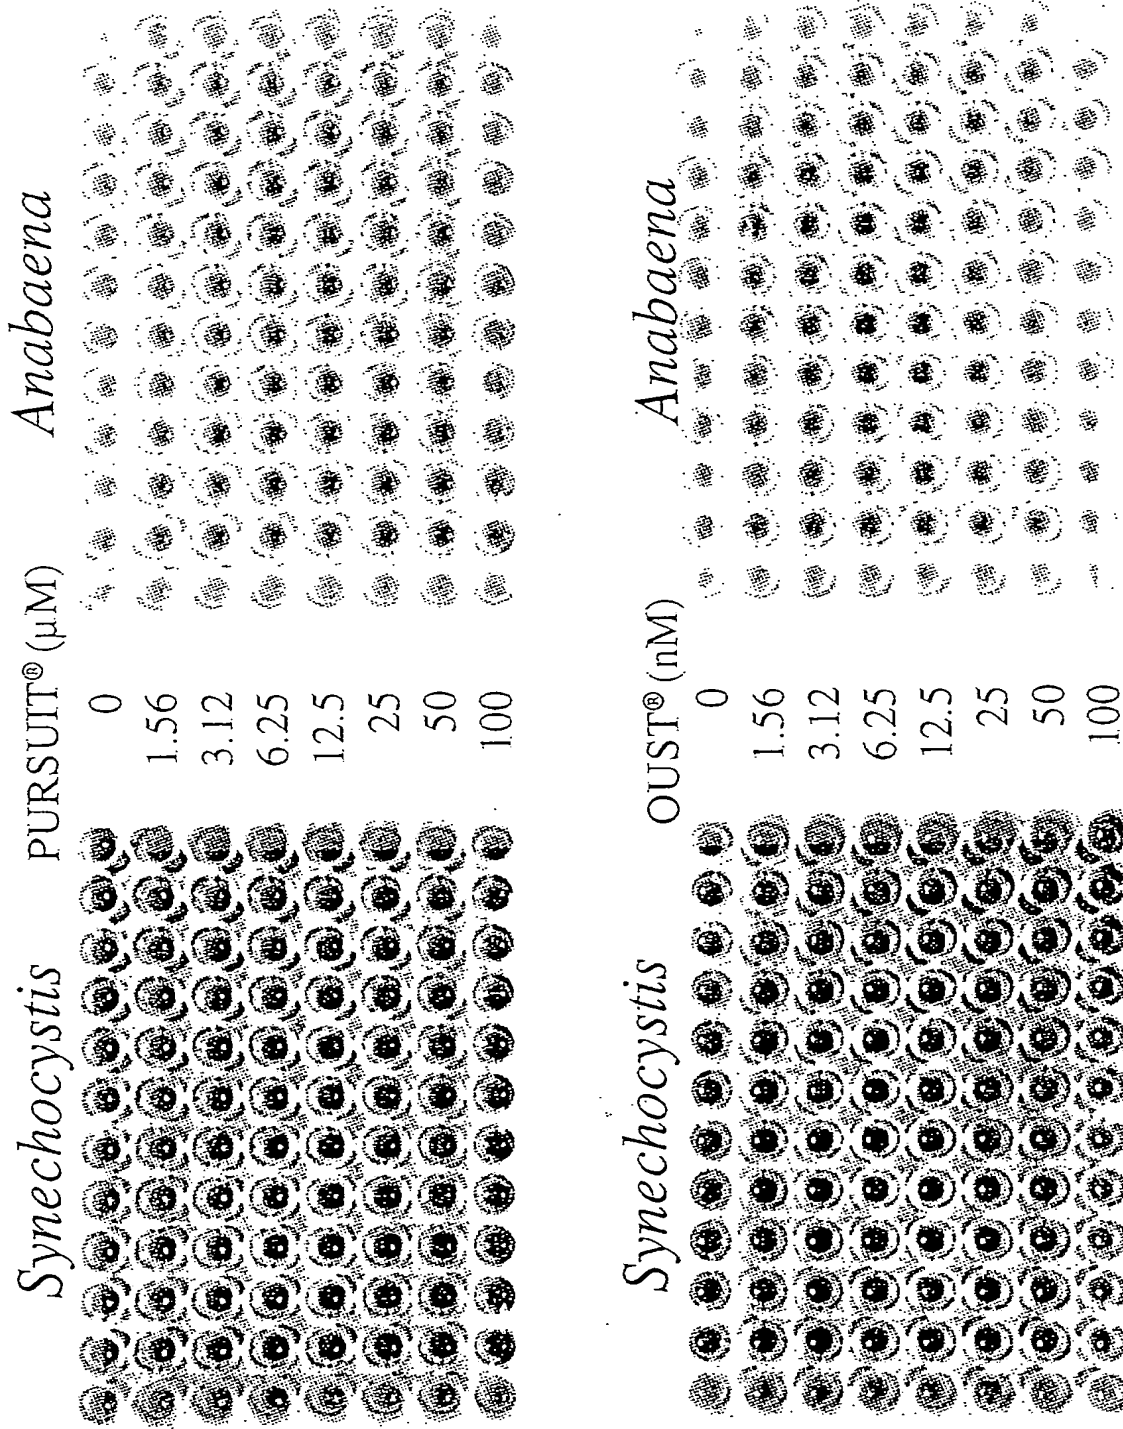 Synechocystis
PURSUIT® (µM)
Anabaena
0
1.56
3.12
6.25
12.5
25
50
100
Synechocystis
OUST® (nM)
Anabaena
0
1.56
3.12
6.25
12.5
25
50
100